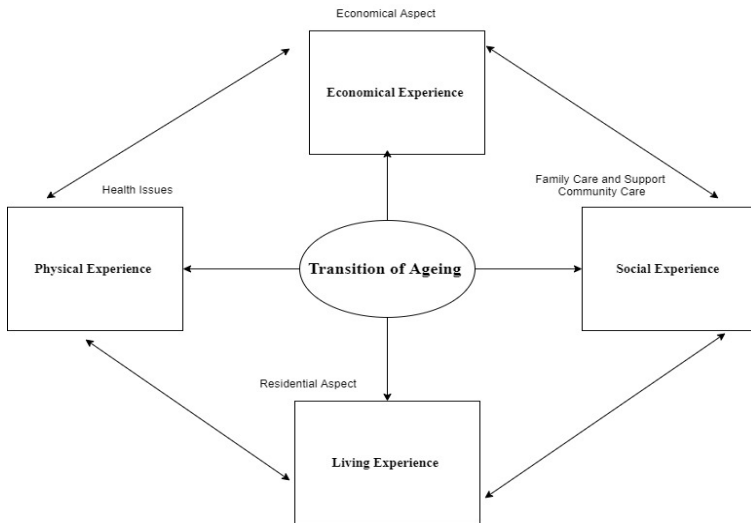 Economical Aspect
Economical Experience
Health Issues
Family Care and Support
Community Care
Physical Experience
Transition of Ageing
Social Experience
Residential Aspect
Living Experience